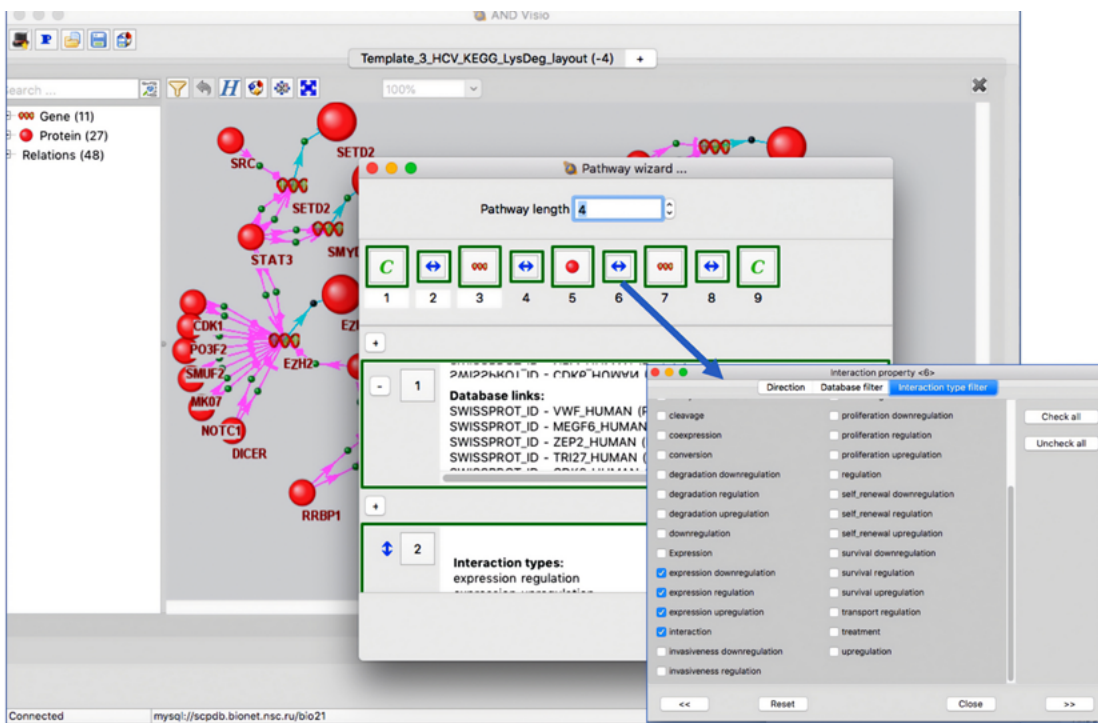 AND Visio
P
Template_3_HCV_KEGG_LysDeg_layout (-4) +
Search ...
H
100%
Gene (11)
Protein (27)
Relations (48)
SRC
SETD2
SETD2
STAT3
CDK1
PO3F2
SMUF2
MK07
NOTC1
DICER
EZH2
RRBP1
Pathway wizard ...
Pathway length 4
C C
1 2 3 4 5 6 7 8 9
+
- 1
Database links:
SWISSPROT_ID - VWF_HUMAN
SWISSPROT_ID - MEGF6_HUMAN
SWISSPROT_ID - ZEP2_HUMAN (
SWISSPROT_ID - TRI27_HUMAN (
+
2
Interaction types:
expression regulation
Interaction property <6>
Direction Database filter Interaction type filter
cleavage
coexpression
conversion
degradation downregulation
degradation regulation
degradation upregulation
downregulation
Expression
expression downregulation
expression regulation
expression upregulation
interaction
invasiveness downregulation
invasiveness regulation
proliferation downregulation
proliferation regulation
proliferation upregulation
regulation
self_renewal downregulation
self_renewal regulation
self_renewal upregulation
survival downregulation
survival regulation
survival upregulation
transport regulation
treatment
upregulation
Check all
Uncheck all
<< Reset Close >>
Connected mysql://scpdb.bionet.nsc.ru/bio21